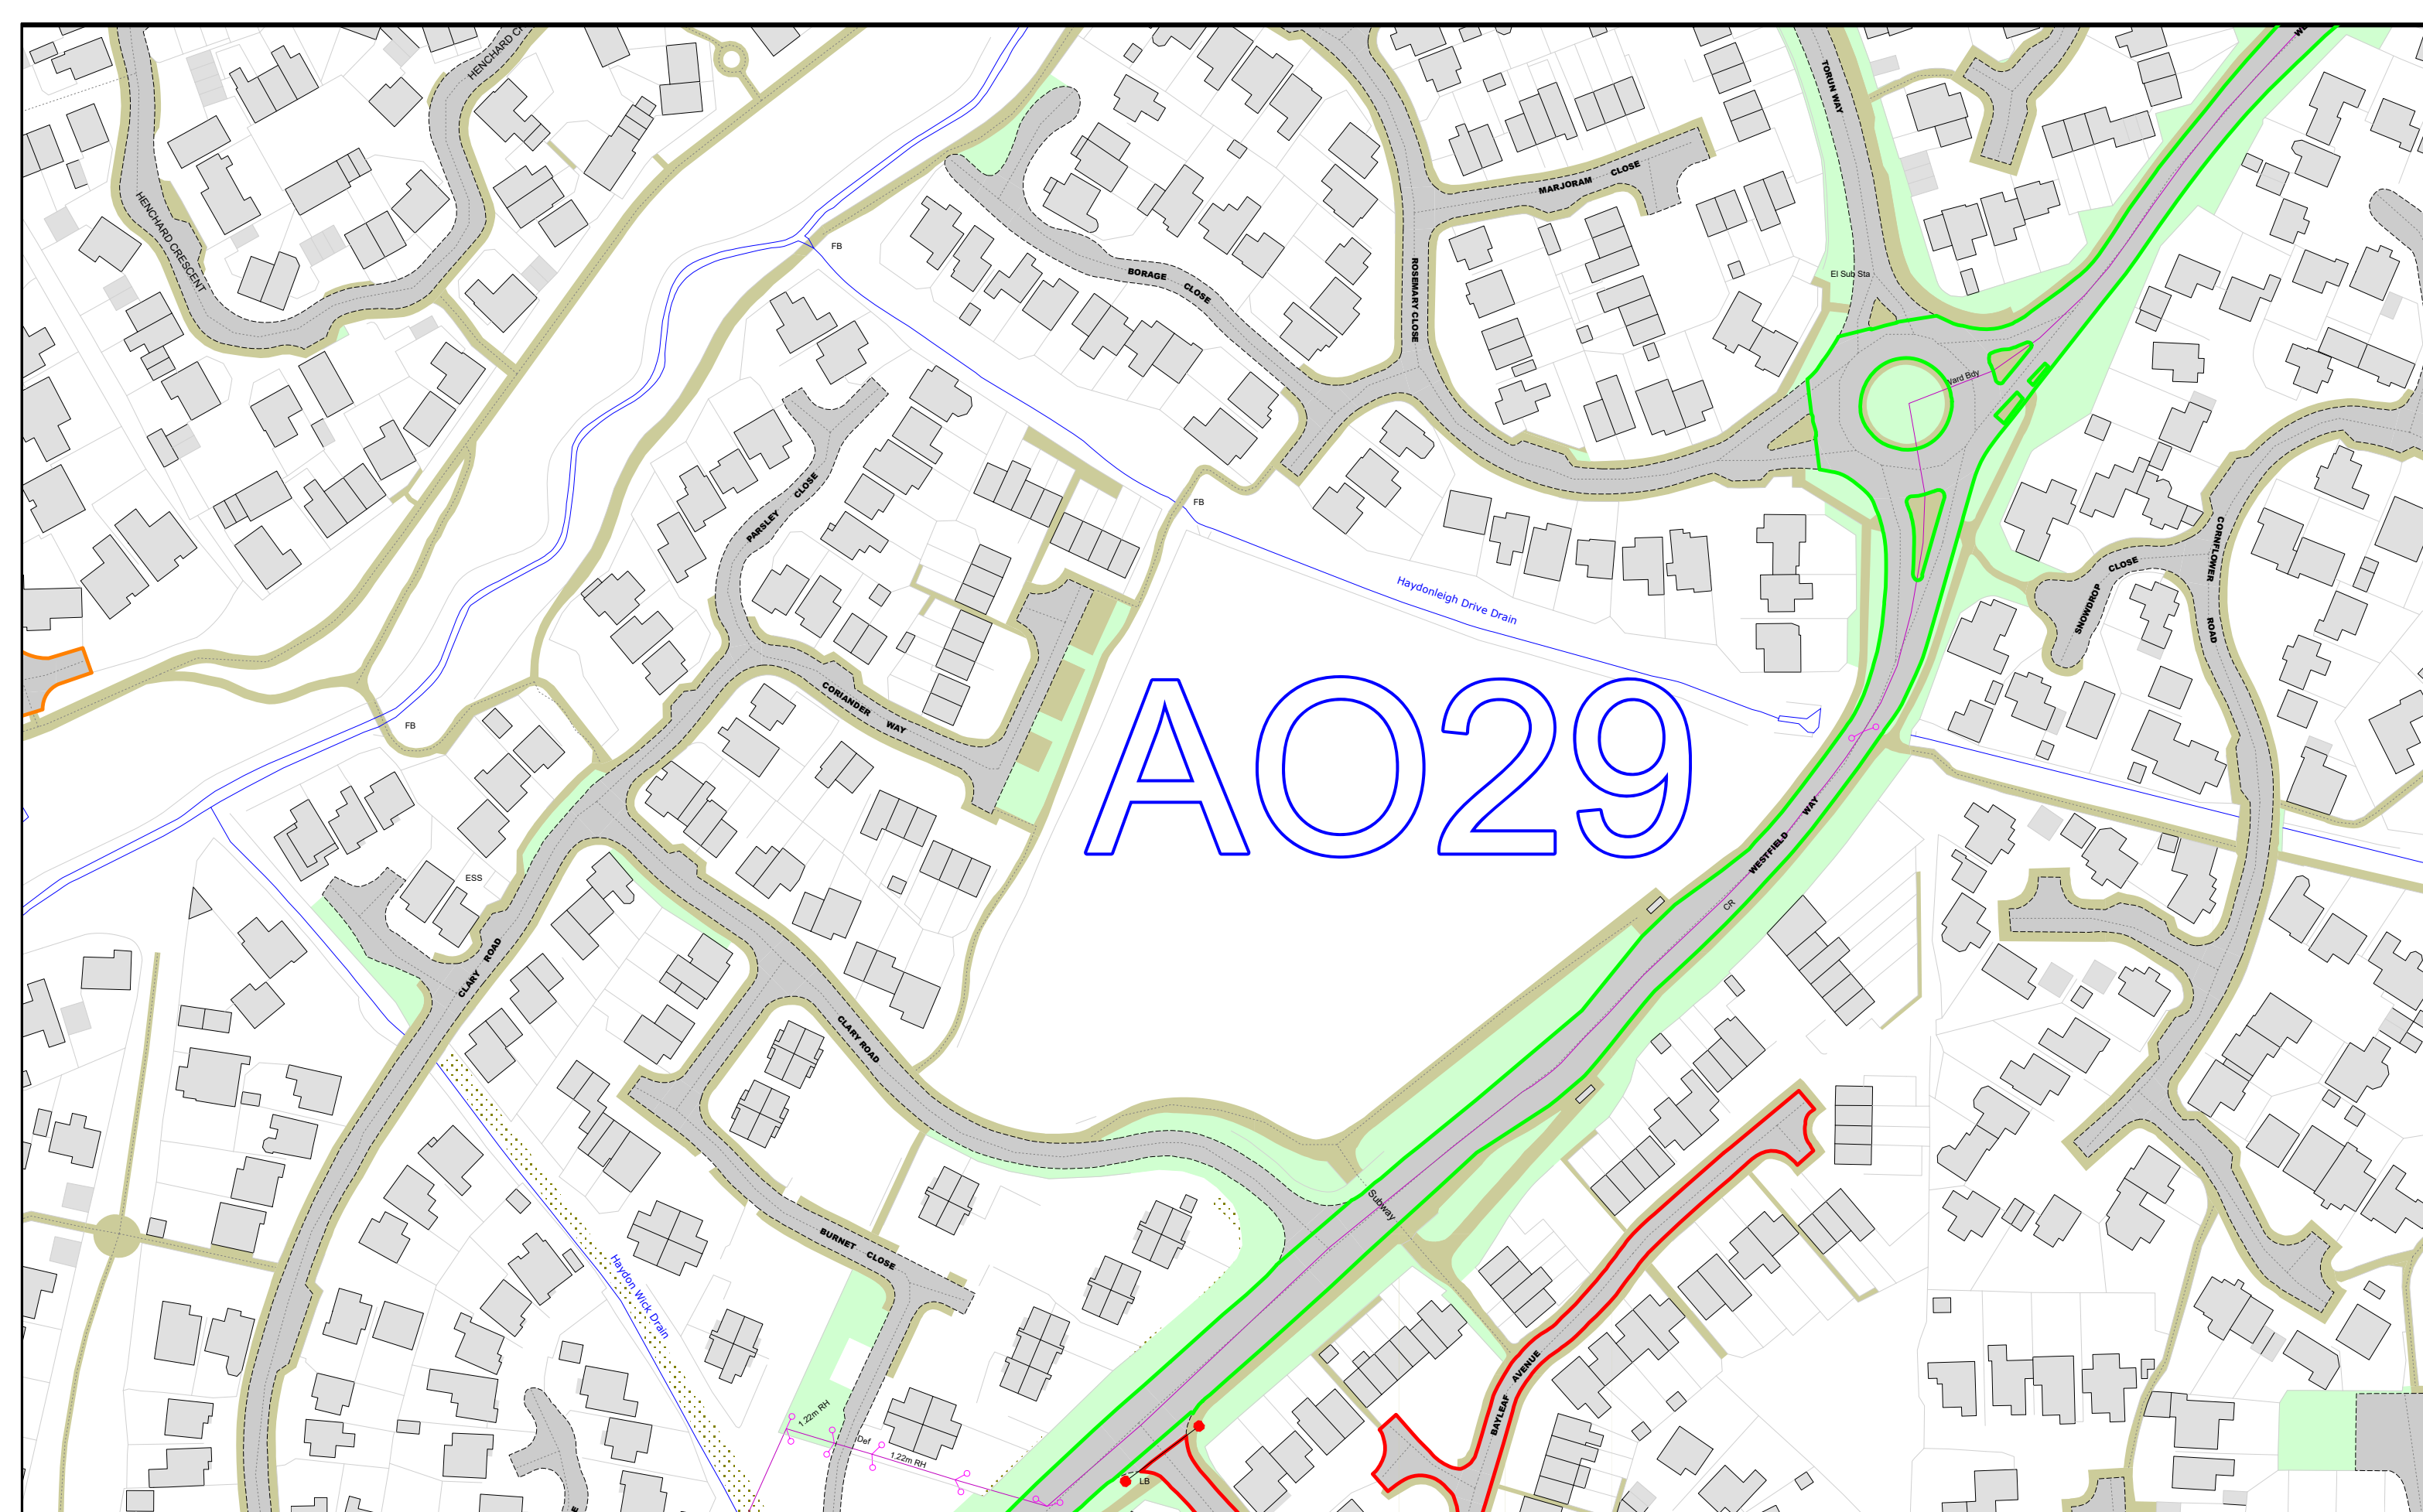 HENCHARD CRESCENT
TORUN WAY
HENCHARD CRESCENT
MARJORAM CLOSE
FB
BORAGE CLOSE
ROSEMARY CLOSE
El Sub Sta
Ward Bdy
PARSLEY CLOSE
FB
Haydonleigh Drive Drain
CORNFLOWER ROAD
SNOWDROP CLOSE
CORIANDER WAY
FB
AO29
WESTFIELD WAY
ESS
CR
CLARY ROAD
CLARY ROAD
Subway
BURNET CLOSE
Haydon Wick Drain
BAYLEAF AVENUE
1.22m RH
Def
1.22m RH
LB